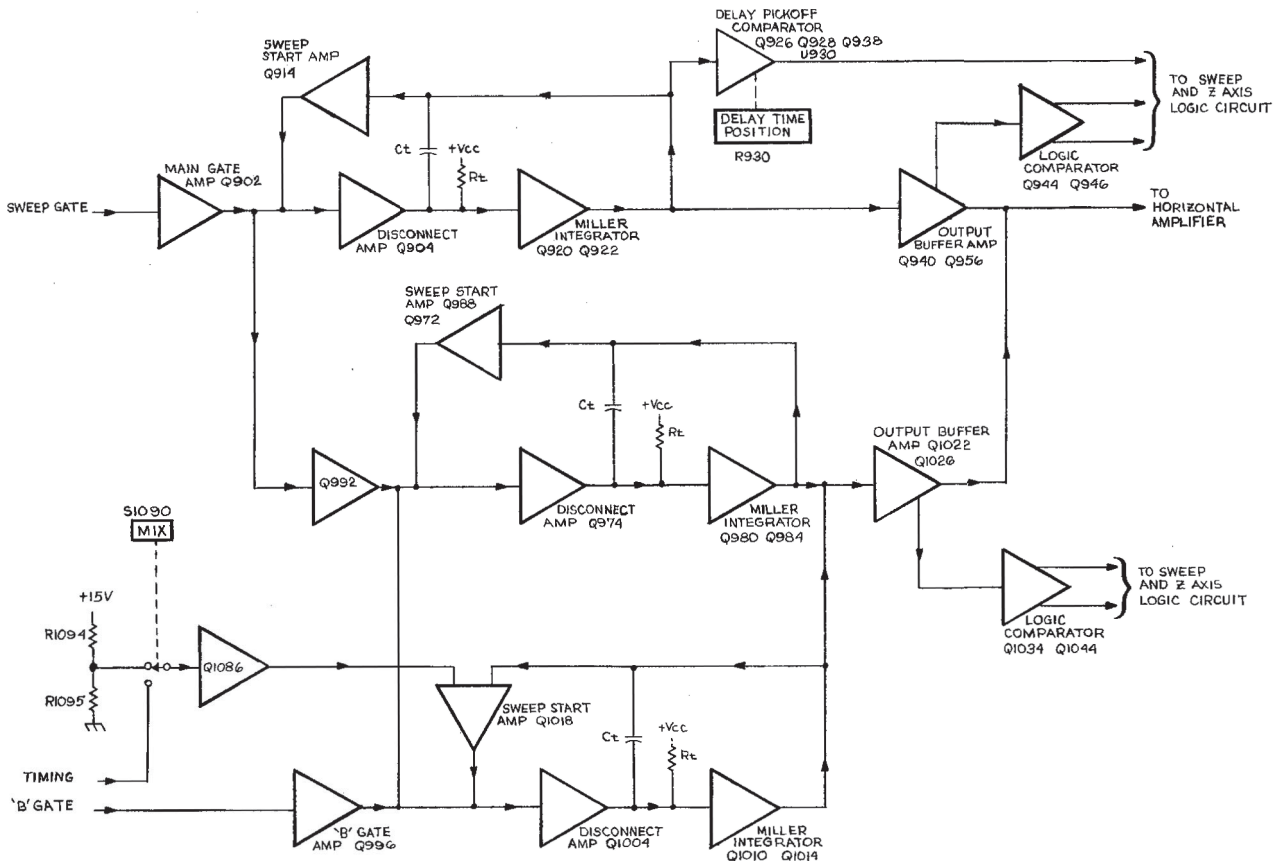 DELAY PICKOFF
COMPARATOR
Q926 Q928 Q938
U930
SWEEP
START AMP
Q914
TO SWEEP
AND Z AXIS
LOGIC CIRCUIT
DELAY TIME
POSITION
R930
Ct
+Vcc
Rt
LOGIC
COMPARATOR
Q944 Q946
MAIN GATE
AMP Q902
SWEEP GATE
DISCONNECT
AMP Q904
MILLER
INTEGRATOR
Q920 Q922
OUTPUT
BUFFER AMP
Q940 Q956
TO
HORIZONTAL
AMPLIFIER
SWEEP START
AMP Q988
Q972
Ct
+Vcc
Rt
OUTPUT BUFFER
AMP Q1022
Q1026
Q992
DISCONNECT
AMP Q974
MILLER
INTEGRATOR
Q980 Q984
S1090
MIX
TO SWEEP
AND Z AXIS
LOGIC CIRCUIT
LOGIC
COMPARATOR
Q1034 Q1044
+15V
R1094
R1095
Q1086
SWEEP START
AMP Q1018
Ct
+Vcc
Rt
TIMING
'B' GATE
'B' GATE
AMP Q996
DISCONNECT
AMP Q1004
MILLER
INTEGRATOR
Q1010 Q1014